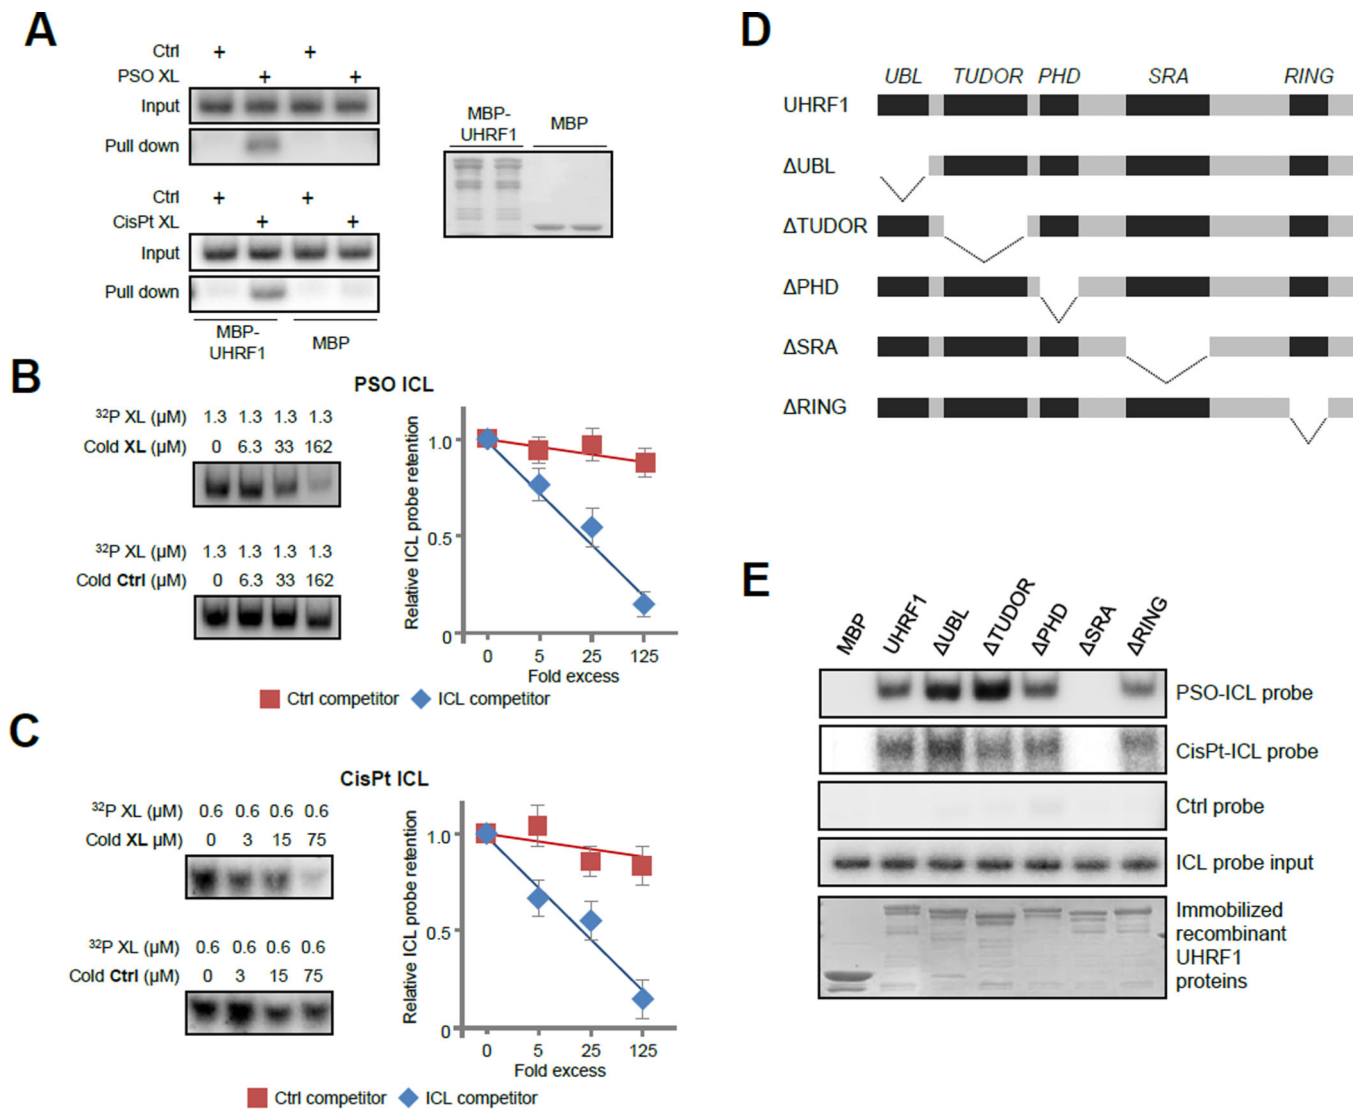 A
Ctrl + +
PSO XL + +
Input
Pull down
Ctrl + +
CisPt XL + +
Input
Pull down
MBP-
UHRF1
MBP
MBP-
UHRF1
MBP
B
PSO ICL
³²P XL (µM) 1.3 1.3 1.3 1.3
Cold XL (µM) 0 6.3 33 162
³²P XL (µM) 1.3 1.3 1.3 1.3
Cold Ctrl (µM) 0 6.3 33 162
Relative ICL probe retention
1.0
0.5
0
0 5 25 125
Fold excess
Ctrl competitor ICL competitor
C
CisPt ICL
³²P XL (µM) 0.6 0.6 0.6 0.6
Cold XL µM) 0 3 15 75
³²P XL (µM) 0.6 0.6 0.6 0.6
Cold Ctrl (µM) 0 3 15 75
Relative ICL probe retention
1.0
0.5
0
0 5 25 125
Fold excess
Ctrl competitor ICL competitor
D
UBL TUDOR PHD SRA RING
UHRF1
ΔUBL
ΔTUDOR
ΔPHD
ΔSRA
ΔRING
E
MBP UHRF1 ΔUBL ΔTUDOR ΔPHD ΔSRA ΔRING
PSO-ICL probe
CisPt-ICL probe
Ctrl probe
ICL probe input
Immobilized
recombinant
UHRF1
proteins